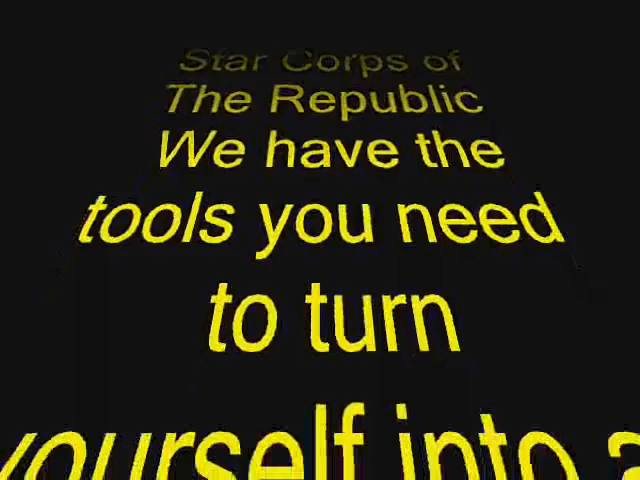 Star Corps of
The Republic
We have the
tools you need
to turn
yourself into a